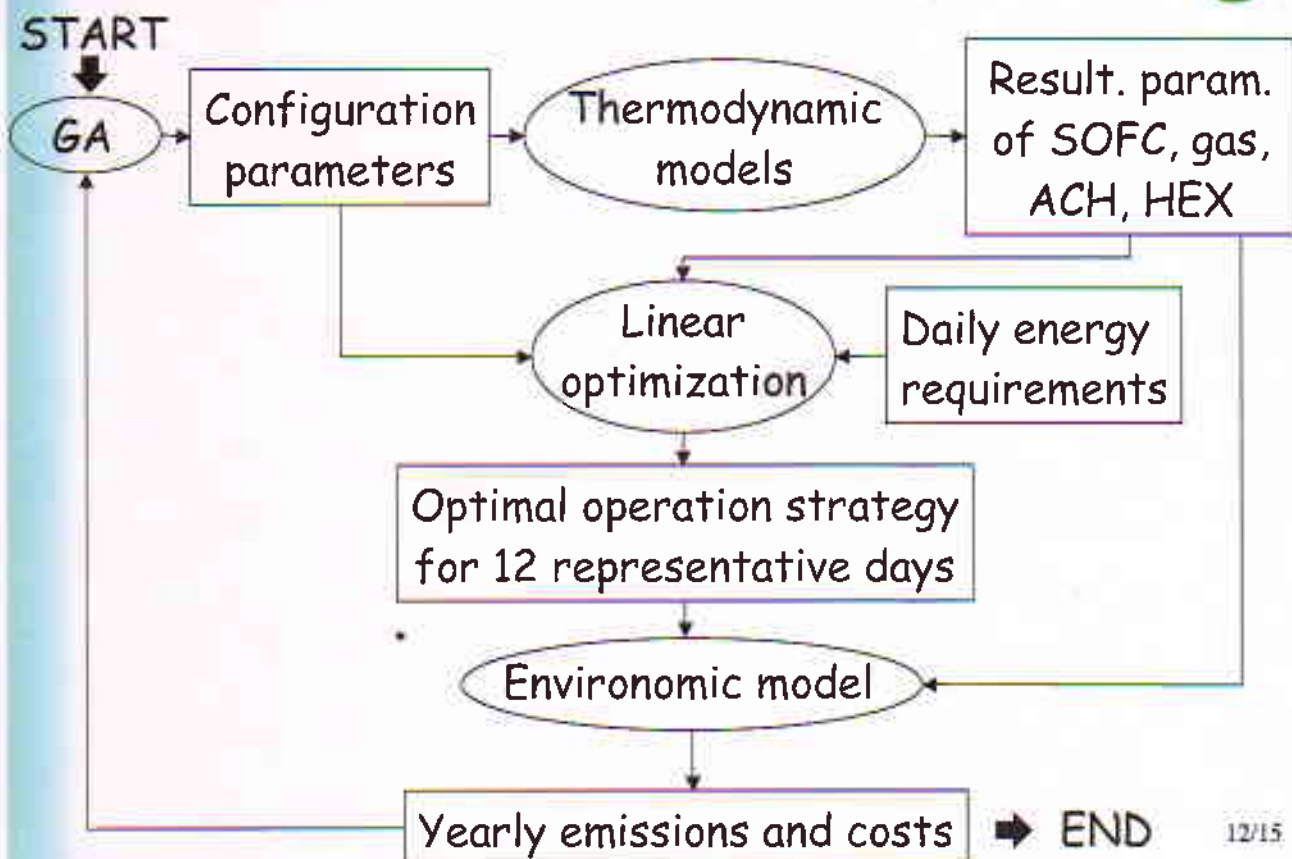 START
GA
Configuration
parameters
Thermodynamic
models
Result. param.
of SOFC, gas,
ACH, HEX
Linear
optimization
Daily energy
requirements
Optimal operation strategy
for 12 representative days
Environomic model
Yearly emissions and costs
END
12/15